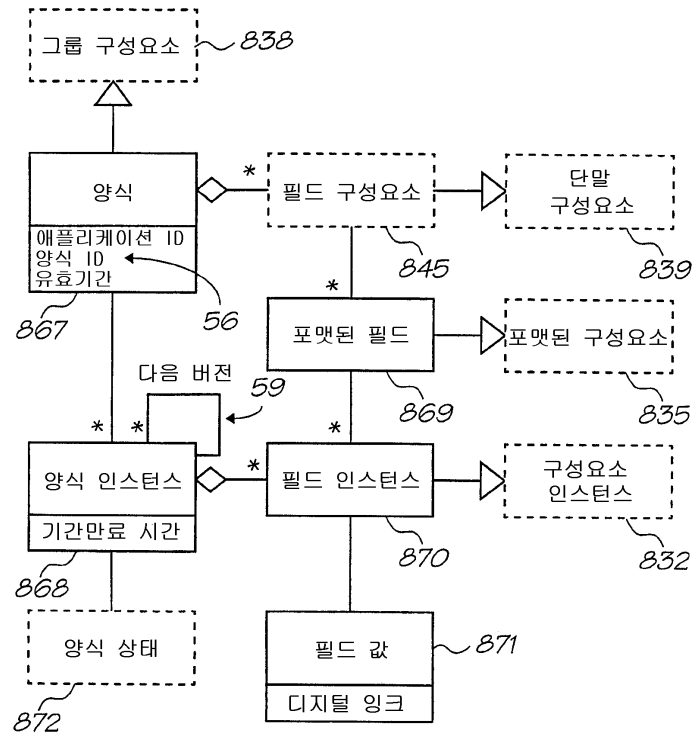 그룹 구성요소
838
양식
*
필드 구성요소
단말
구성요소
애플리케이션 ID
양식 ID
유효기간
867
56
845
839
*
포맷된 필드
포맷된 구성요소
869
835
다음 버전
59
*
*
*
양식 인스턴스
*
필드 인스턴스
구성요소
인스턴스
기간만료 시간
868
870
832
양식 상태
872
필드 값
871
디지털 잉크